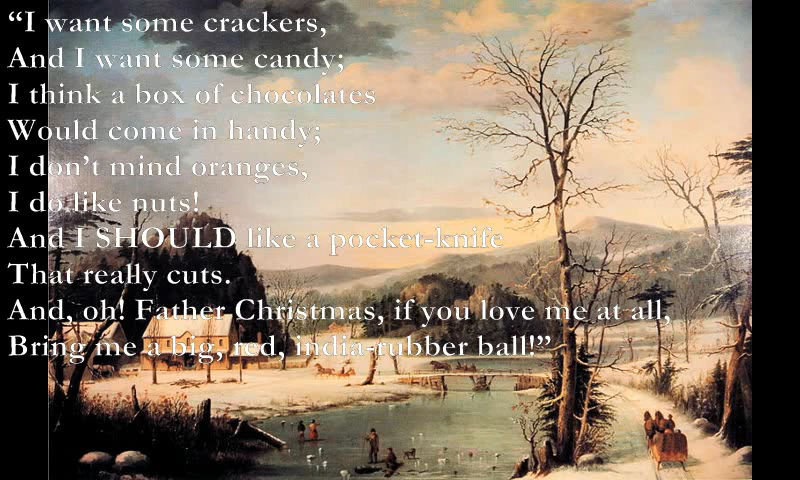 “I want some crackers,
And I want some candy;
I think a box of chocolates
Would come in handy;
I don’t mind oranges,
I do like nuts!
And I SHOULD like a pocket-knife
That really cuts.
And, oh! Father Christmas, if you love me at all,
Bring me a big, red, india-rubber ball!”